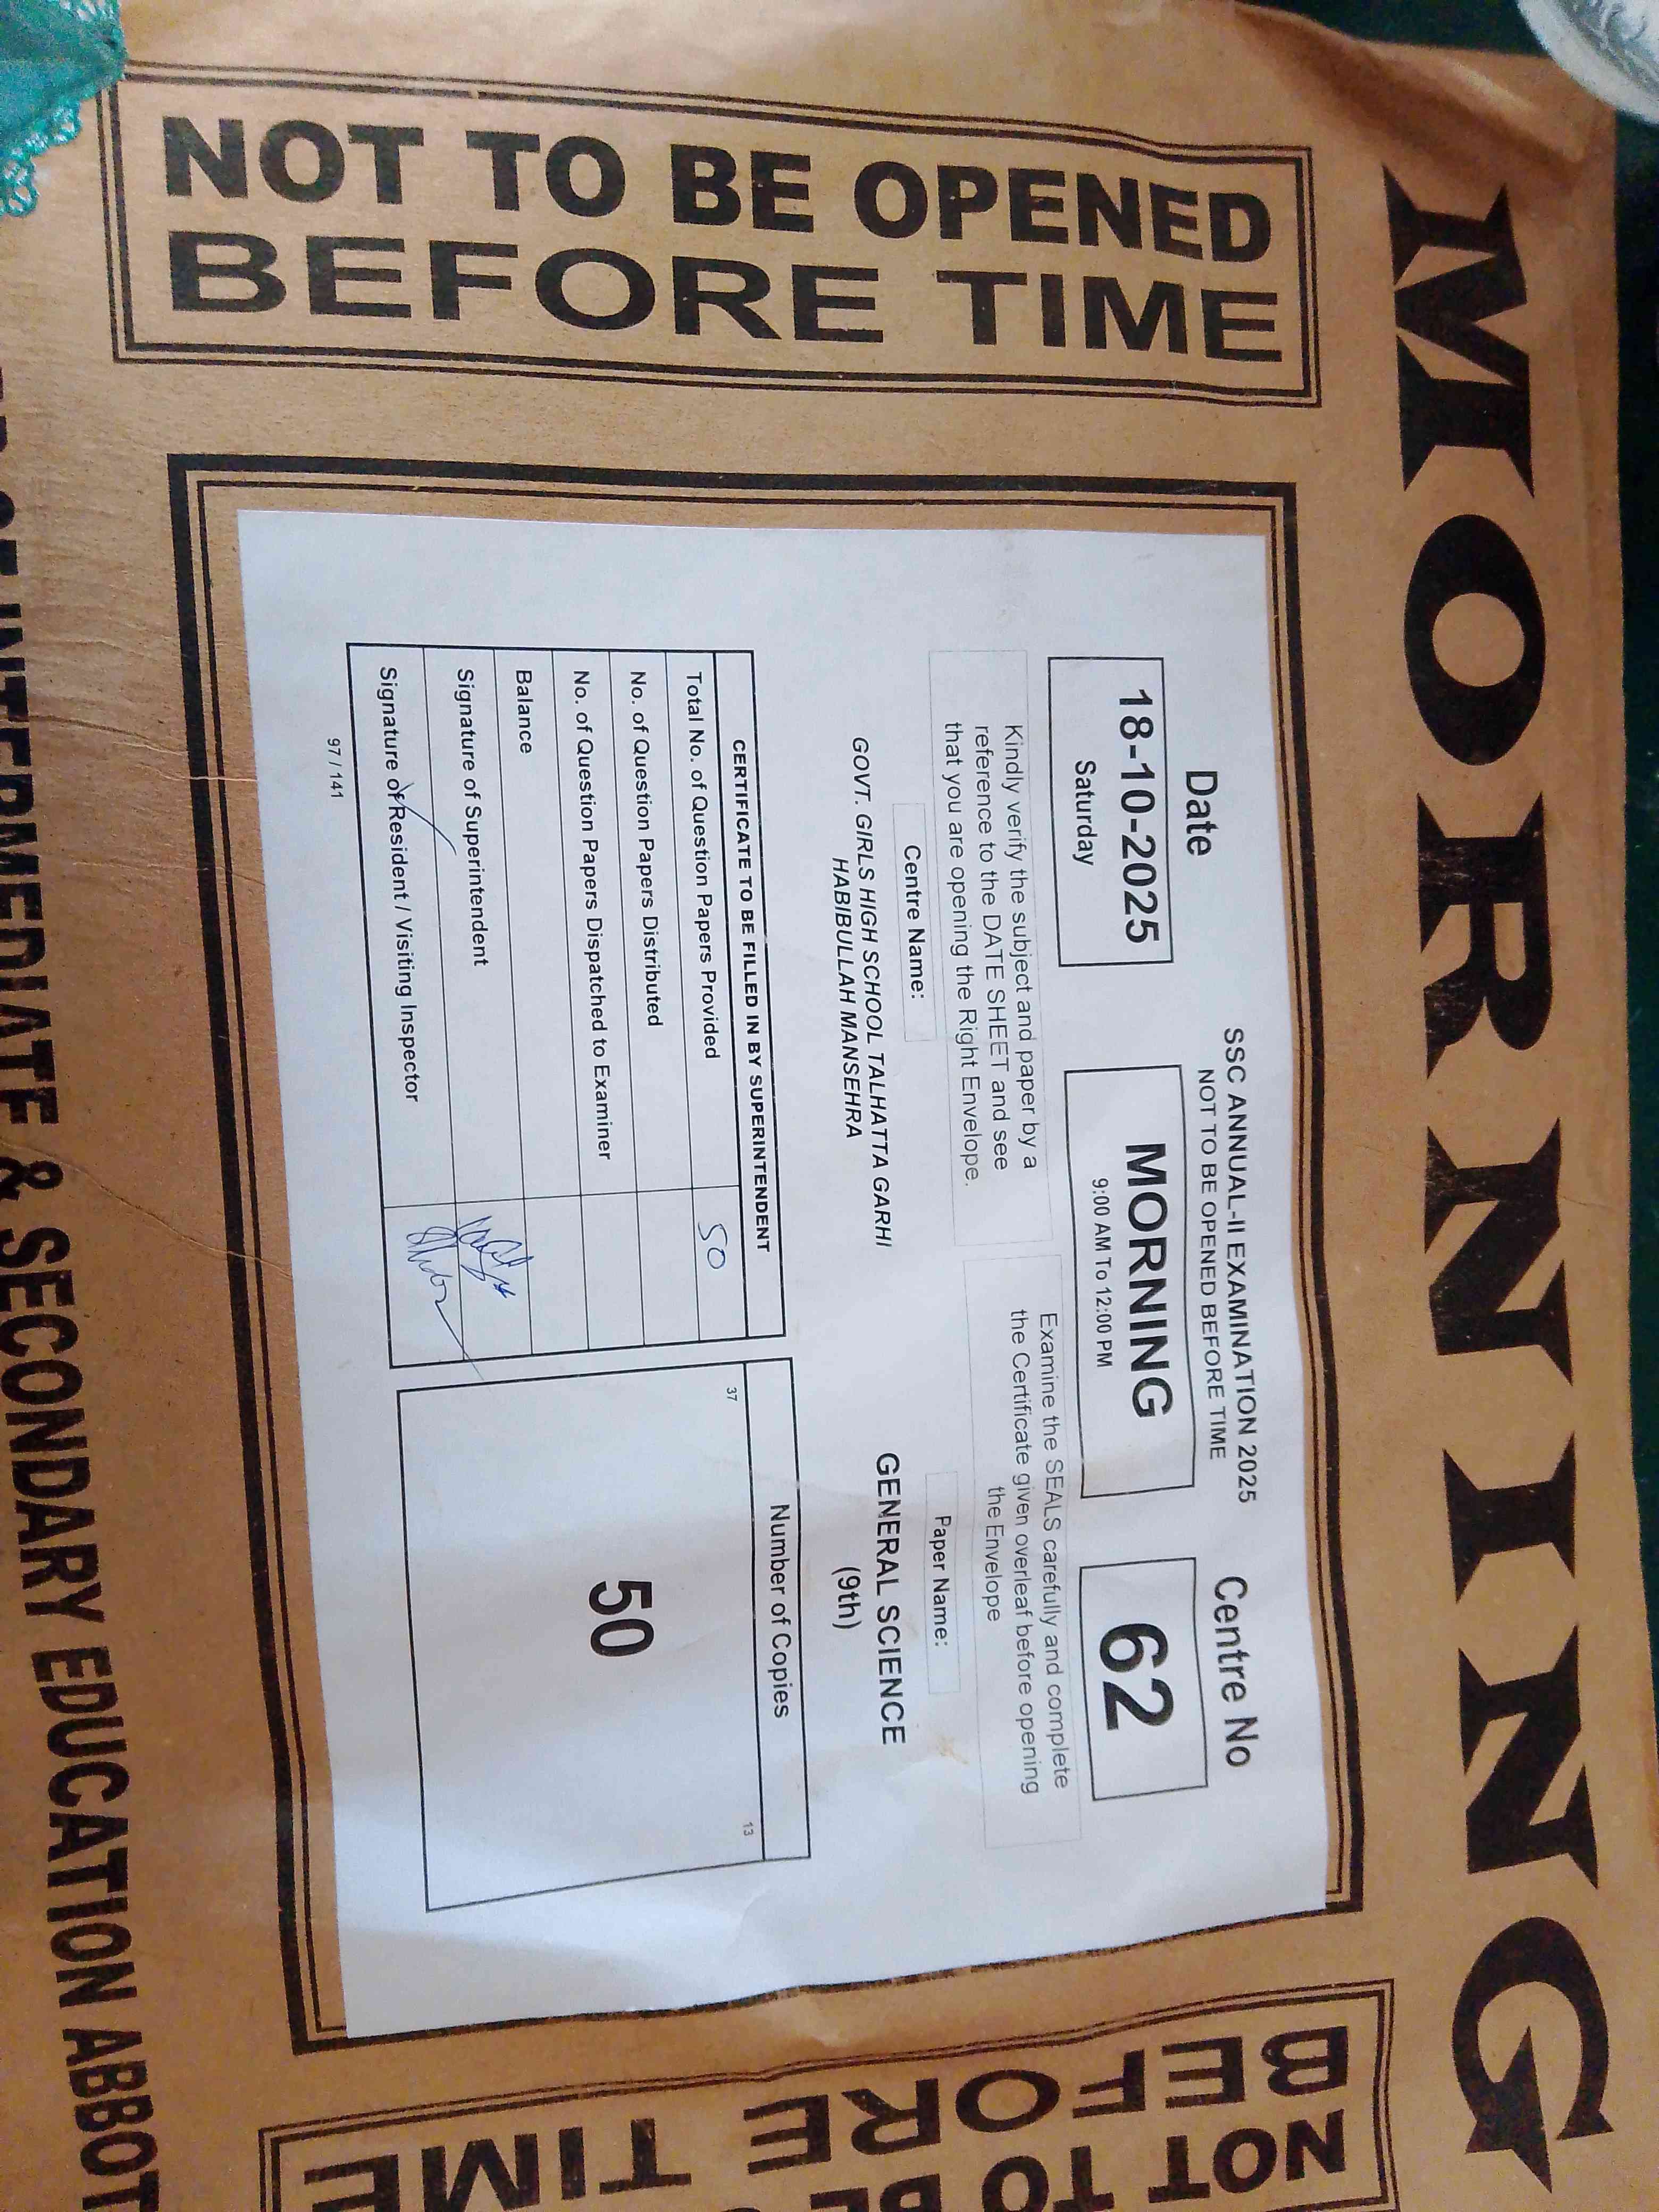 MORNING
NOT TO BE OPENED
BEFORE TIME
SSC ANNUAL-II EXAMINATION 2025
NOT TO BE OPENED BEFORE TIME
Date
18-10-2025
Saturday
MORNING
9:00 AM To 12:00 PM
Centre No
62
Kindly verify the subject and paper by a
reference to the DATE SHEET and see
that you are opening the Right Envelope.
Examine the SEALS carefully and complete
the Certificate given overleaf before opening
the Envelope
Centre Name:
GOVT. GIRLS HIGH SCHOOL TALHATTA GARHI
HABIBULLAH MANSEHRA
Paper Name:
GENERAL SCIENCE
(9th)
CERTIFICATE TO BE FILLED IN BY SUPERINTENDENT
Total No. of Question Papers Provided 50
No. of Question Papers Distributed
No. of Question Papers Dispatched to Examiner
Balance
Signature of Superintendent
Signature of Resident / Visiting Inspector
97 / 141
Number of Copies
37 13
50
NOT TO BE
BEFORE TIME
OF INTERMEDIATE & SECONDARY EDUCATION ABBOT